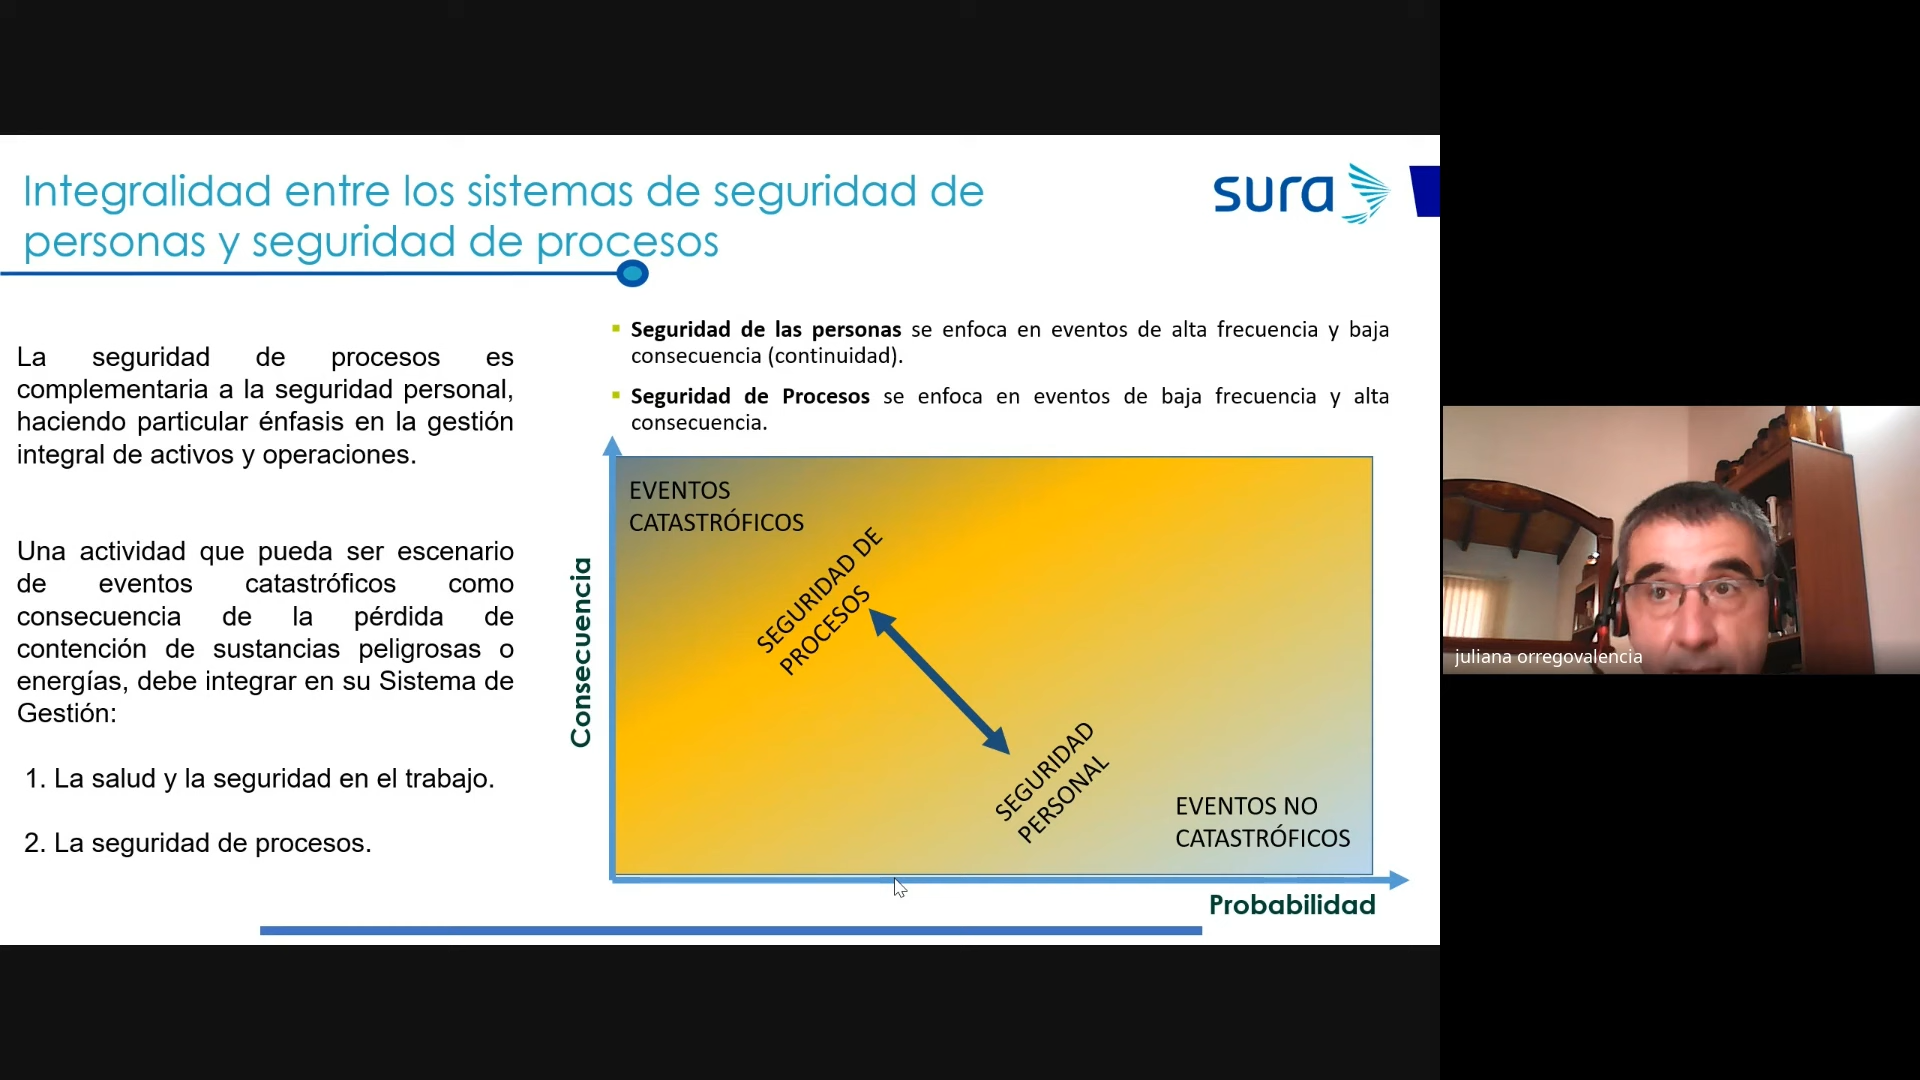 Integralidad entre los sistemas de seguridad de
personas y seguridad de procesos
sura
La seguridad de procesos es
complementaria a la seguridad personal,
haciendo particular énfasis en la gestión
integral de activos y operaciones.
Una actividad que pueda ser escenario
de eventos catastróficos como
consecuencia de la pérdida de
contención de sustancias peligrosas o
energías, debe integrar en su Sistema de
Gestión:
1. La salud y la seguridad en el trabajo.
2. La seguridad de procesos.
Seguridad de las personas se enfoca en eventos de alta frecuencia y baja
consecuencia (continuidad).
Seguridad de Procesos se enfoca en eventos de baja frecuencia y alta
consecuencia.
EVENTOS
CATASTRÓFICOS
SEGURIDAD DE
PROCESOS
Consecuencia
SEGURIDAD
PERSONAL
EVENTOS NO
CATASTRÓFICOS
Probabilidad
juliana orregovalencia